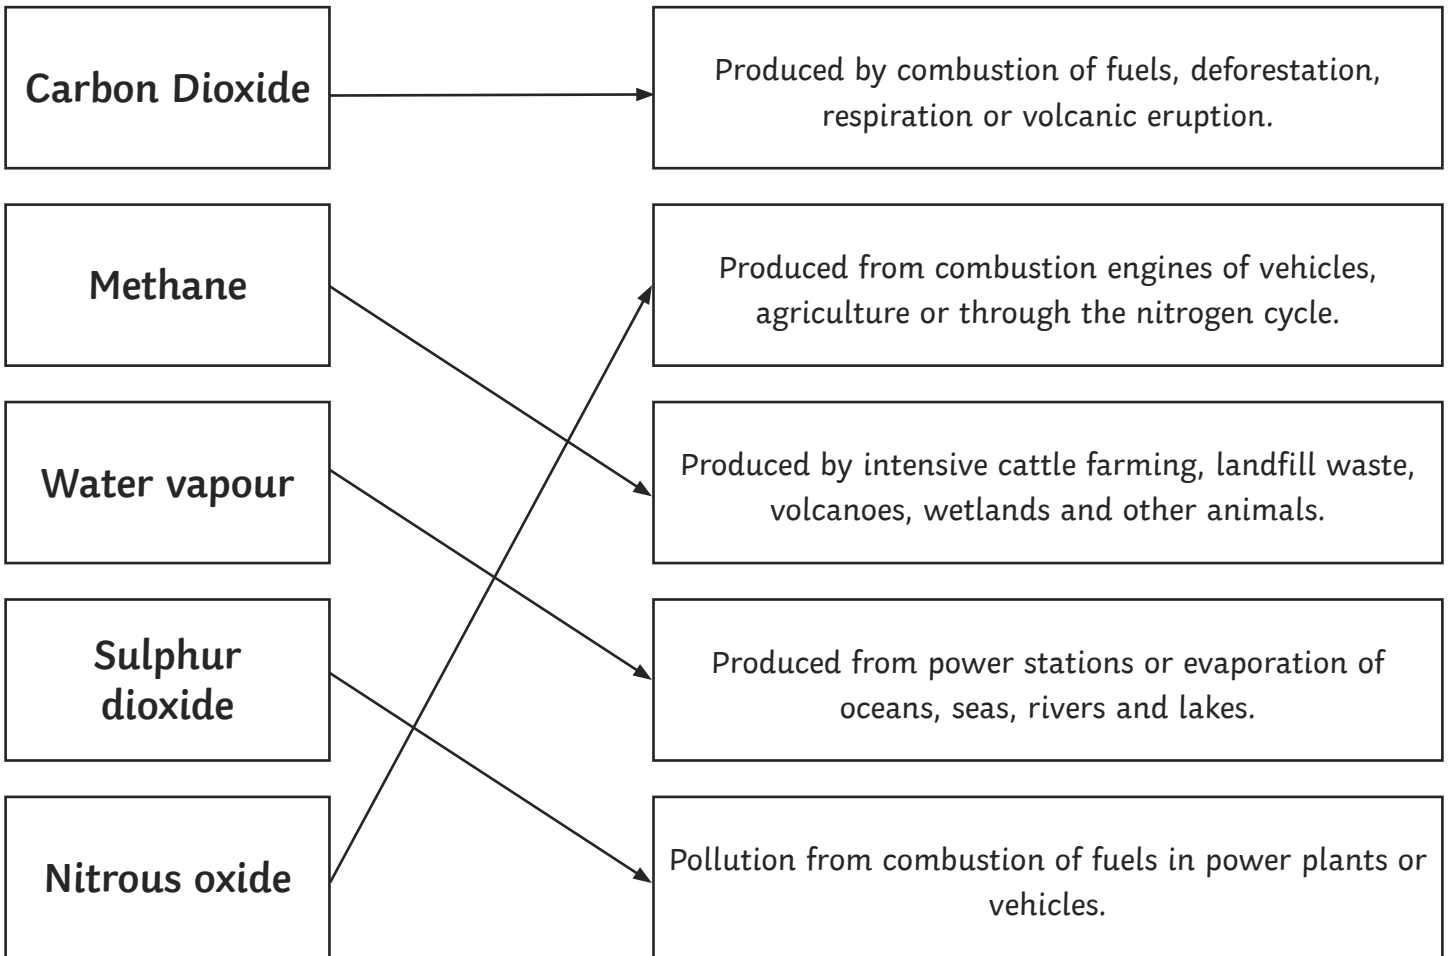 Carbon Dioxide
Produced by combustion of fuels, deforestation,
respiration or volcanic eruption.
Methane
Produced from combustion engines of vehicles,
agriculture or through the nitrogen cycle.
Water vapour
Produced by intensive cattle farming, landfill waste,
volcanoes, wetlands and other animals.
Sulphur
dioxide
Produced from power stations or evaporation of
oceans, seas, rivers and lakes.
Nitrous oxide
Pollution from combustion of fuels in power plants or
vehicles.